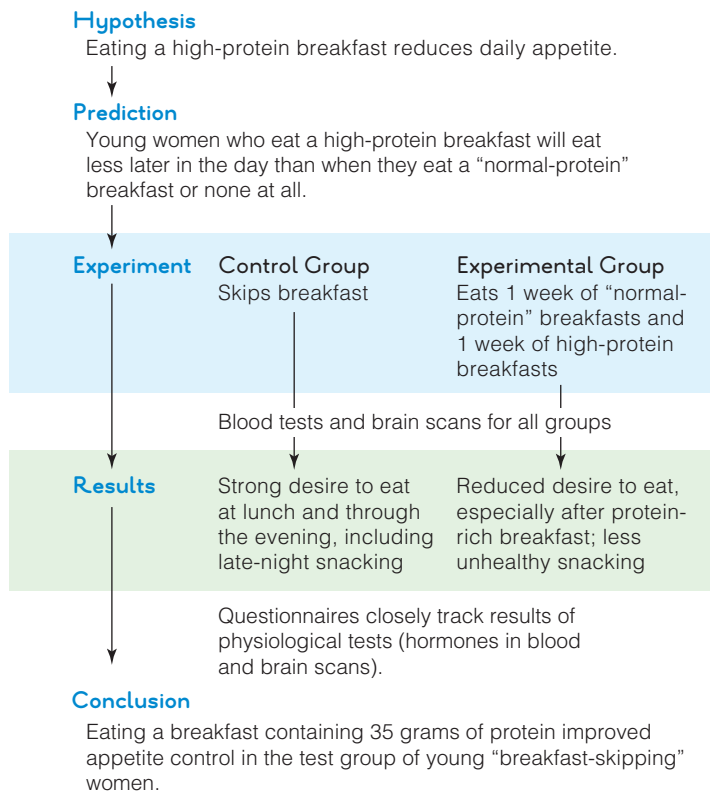 Hypothesis
Eating a high-protein breakfast reduces daily appetite.
Prediction
Young women who eat a high-protein breakfast will eat
less later in the day than when they eat a “normal-protein”
breakfast or none at all.
Experiment
Control Group
Skips breakfast
Experimental Group
Eats 1 week of “normal-
protein” breakfasts and
1 week of high-protein
breakfasts
Blood tests and brain scans for all groups
Results
Strong desire to eat
at lunch and through
the evening, including
late-night snacking
Reduced desire to eat,
especially after protein-
rich breakfast; less
unhealthy snacking
Questionnaires closely track results of
physiological tests (hormones in blood
and brain scans).
Conclusion
Eating a breakfast containing 35 grams of protein improved
appetite control in the test group of young “breakfast-skipping”
women.